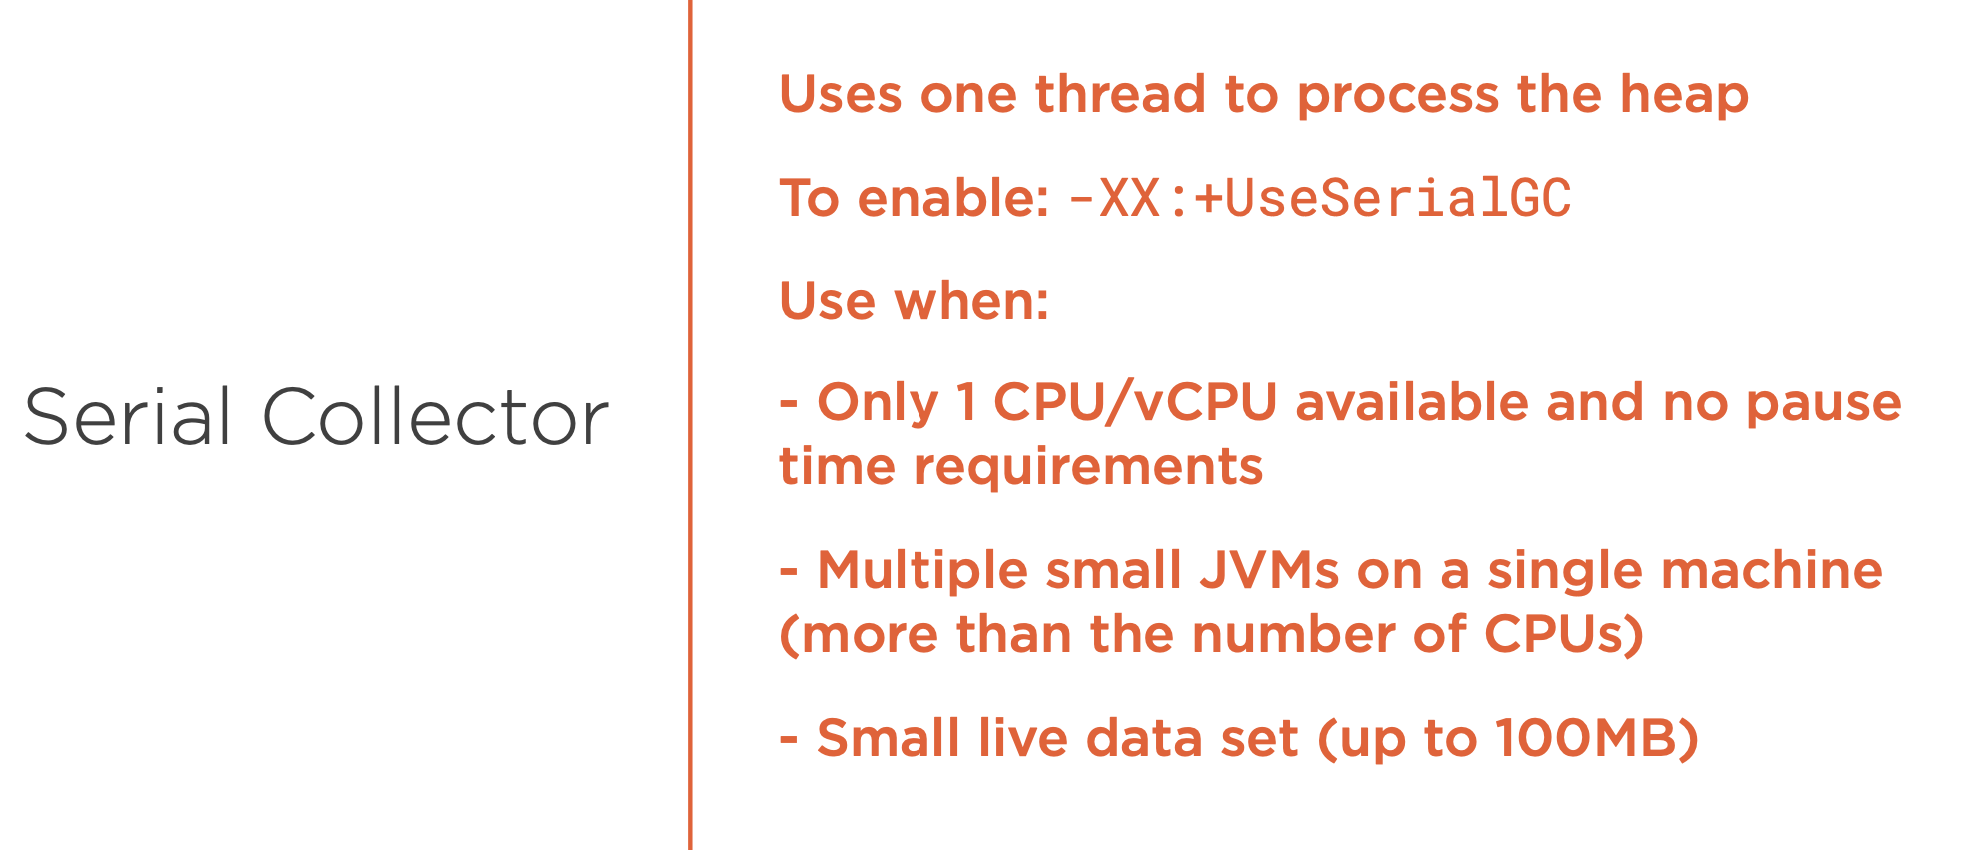 Serial Collector
Uses one thread to process the heap
To enable: -XX:+UseSerialGC
Use when:
- Only 1 CPU/vCPU available and no pause
time requirements
- Multiple small JVMs on a single machine
(more than the number of CPUs)
- Small live data set (up to 100MB)